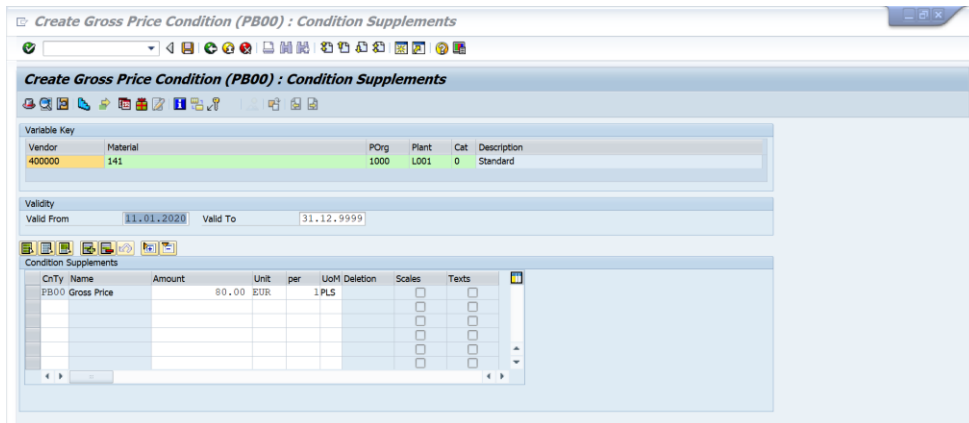 Create Gross Price Condition (PB00) : Condition Supplements
Create Gross Price Condition (PB00) : Condition Supplements
Variable Key
Vendor Material POrg Plant Cat Description
400000 141 1000 L001 0 Standard
Validity
Valid From 11.01.2020 Valid To 31.12.9999
Condition Supplements
CnTy Name Amount Unit per UoM Deletion Scales Texts
PB00 Gross Price 80.00 EUR 1 PLS